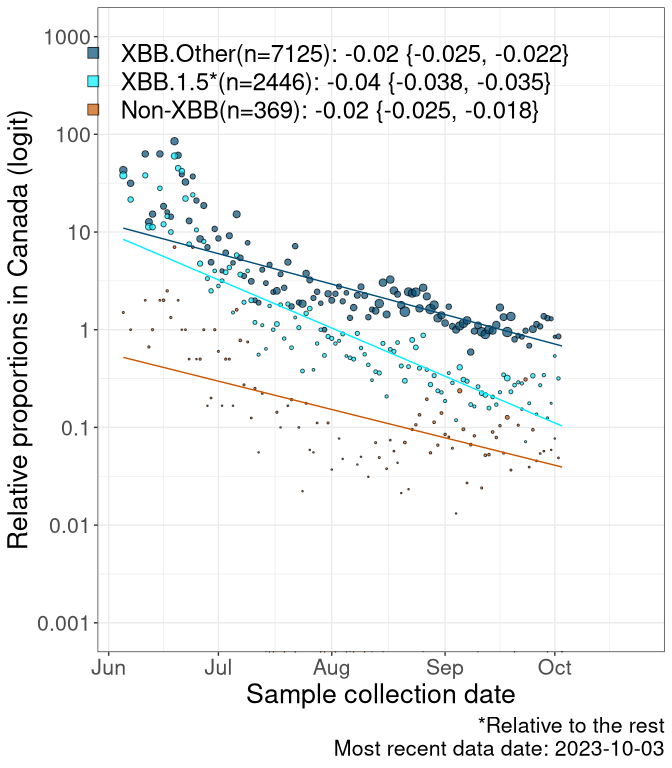 1000
100
10
1
0.1
0.01
0.001
Relative proportions in Canada (logit)
XBB.Other(n=7125): -0.02 {-0.025, -0.022}
XBB.1.5*(n=2446): -0.04 {-0.038, -0.035}
Non-XBB(n=369): -0.02 {-0.025, -0.018}
Jun Jul Aug Sep Oct
Sample collection date
*Relative to the rest
Most recent data date: 2023-10-03